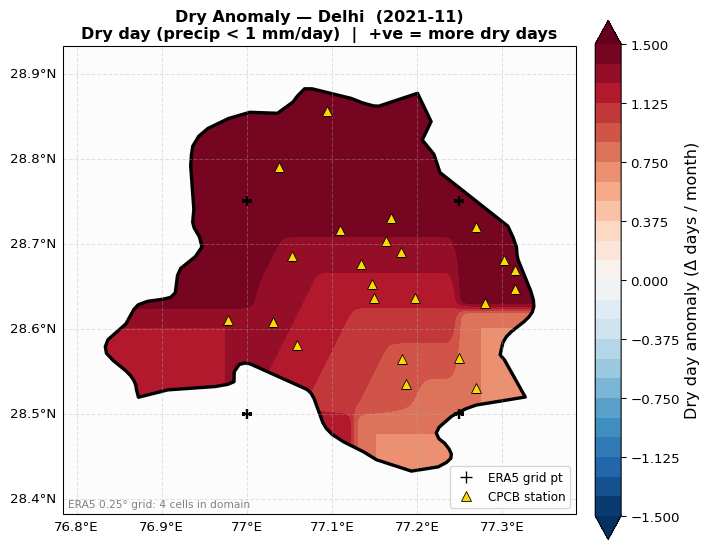 Dry Anomaly — Delhi  (2021-11)
Dry day (precip < 1 mm/day)  |  +ve = more dry days
28.9°N
28.8°N
28.7°N
28.6°N
28.5°N
28.4°N
76.8°E
76.9°E
77°E
77.1°E
77.2°E
77.3°E
ERA5 0.25° grid: 4 cells in domain
ERA5 grid pt
CPCB station
1.500
1.125
0.750
0.375
0.000
−0.375
−0.750
−1.125
−1.500
Dry day anomaly (Δ days / month)